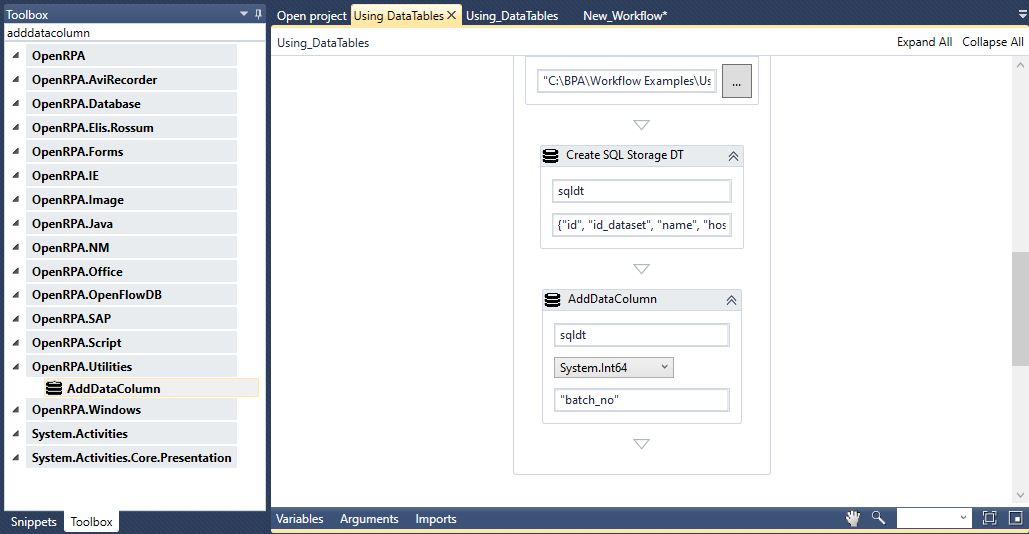 Toolbox
adddatacolumn
OpenRPA
OpenRPA.AviRecorder
OpenRPA.Database
OpenRPA.Elis.Rossum
OpenRPA.Forms
OpenRPA.IE
OpenRPA.Image
OpenRPA.Java
OpenRPA.NM
OpenRPA.Office
OpenRPA.OpenFlowDB
OpenRPA.SAP
OpenRPA.Script
OpenRPA.Utilities
AddDataColumn
OpenRPA.Windows
System.Activities
System.Activities.Core.Presentation
Snippets Toolbox
Open project Using DataTables Using_DataTables New_Workflow*
Using_DataTables Expand All Collapse All
"C:\BPA\Workflow Examples\Us ...
Create SQL Storage DT
sqldt
{"id", "id_dataset", "name", "hos
AddDataColumn
sqldt
System.Int64
"batch_no"
Variables Arguments Imports